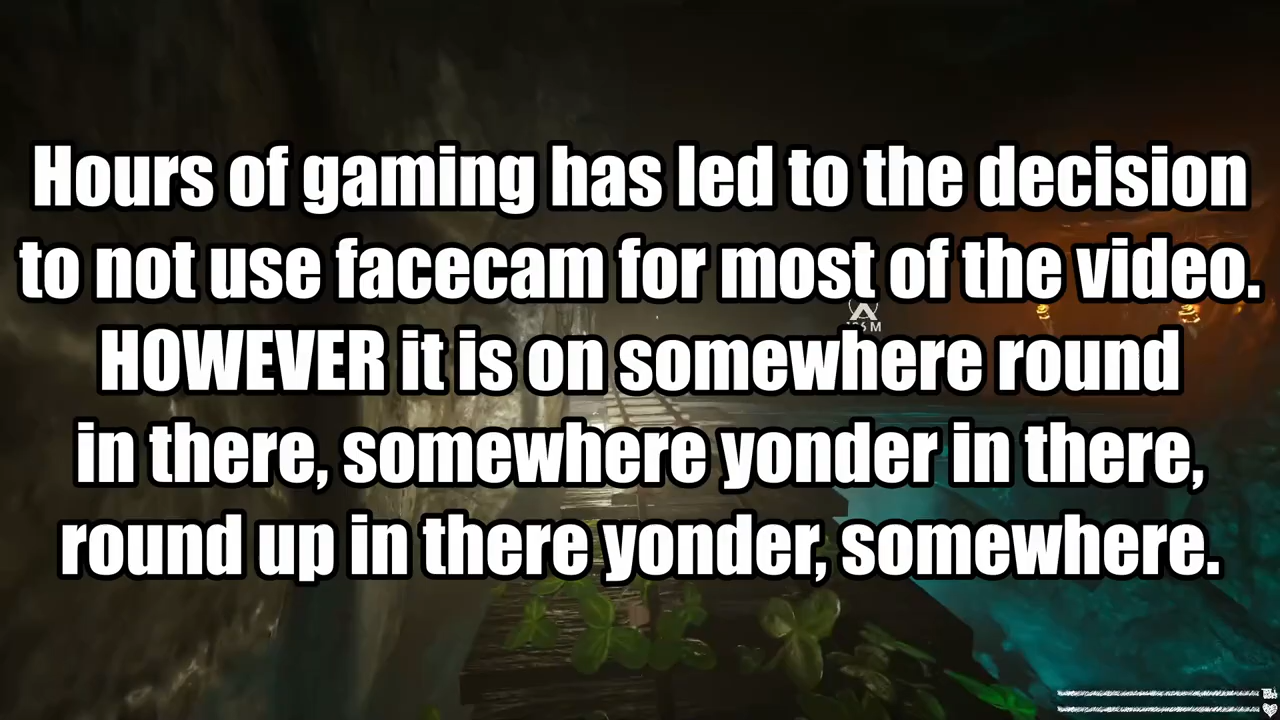 Hours of gaming has led to the decision
to not use facecam for most of the video.
HOWEVER it is on somewhere round
in there, somewhere yonder in there,
round up in there yonder, somewhere.